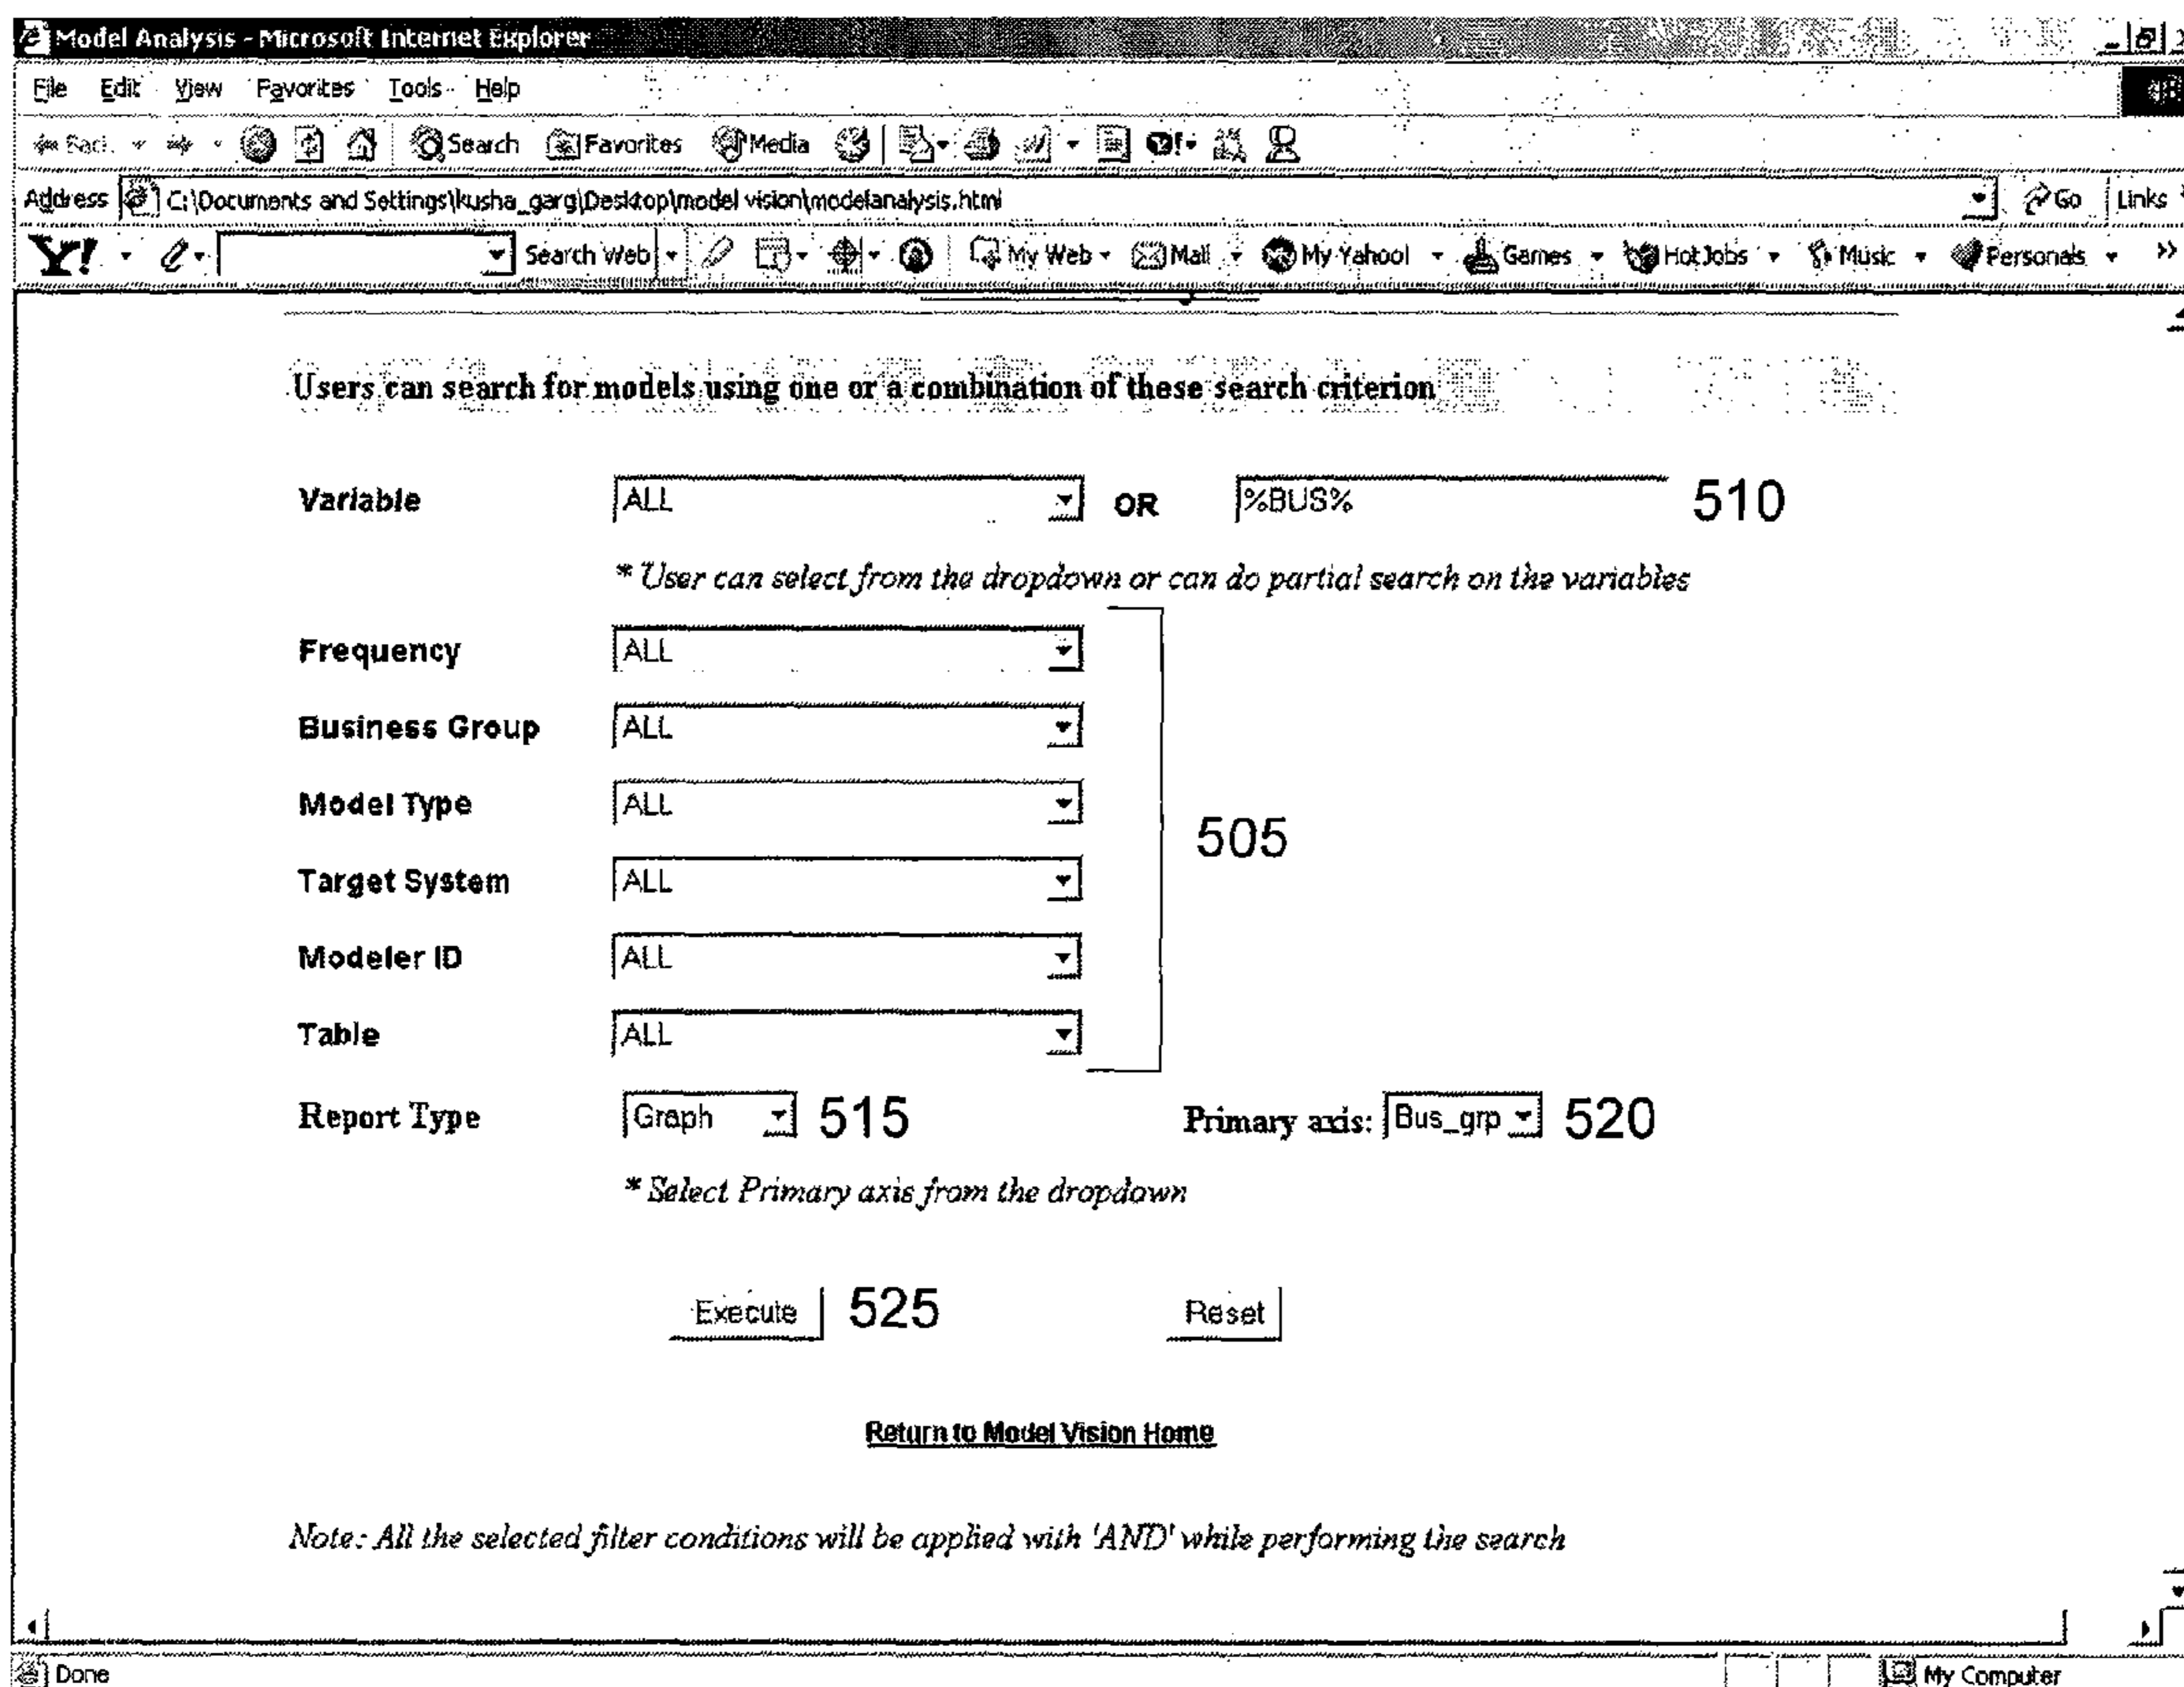 Model Analysis - Microsoft Internet Explorer
File Edit View Favorites Tools Help
Back Search Favorites Media
Address C:\Documents and Settings\kusha_garg\Desktop\model vision\modelanalysis.html Go Links
Y! Search Web My Web Mail My Yahoo! Games HotJobs Music Personals »
Users can search for models using one or a combination of these search criterion
Variable ALL OR %BUS% 510
* User can select from the dropdown or can do partial search on the variables
Frequency ALL
Business Group ALL
Model Type ALL
505
Target System ALL
Modeler ID ALL
Table ALL
Report Type Graph 515 Primary axis: Bus_grp 520
* Select Primary axis from the dropdown
Execute 525 Reset
Return to Model Vision Home
Note: All the selected filter conditions will be applied with 'AND' while performing the search
Done My Computer